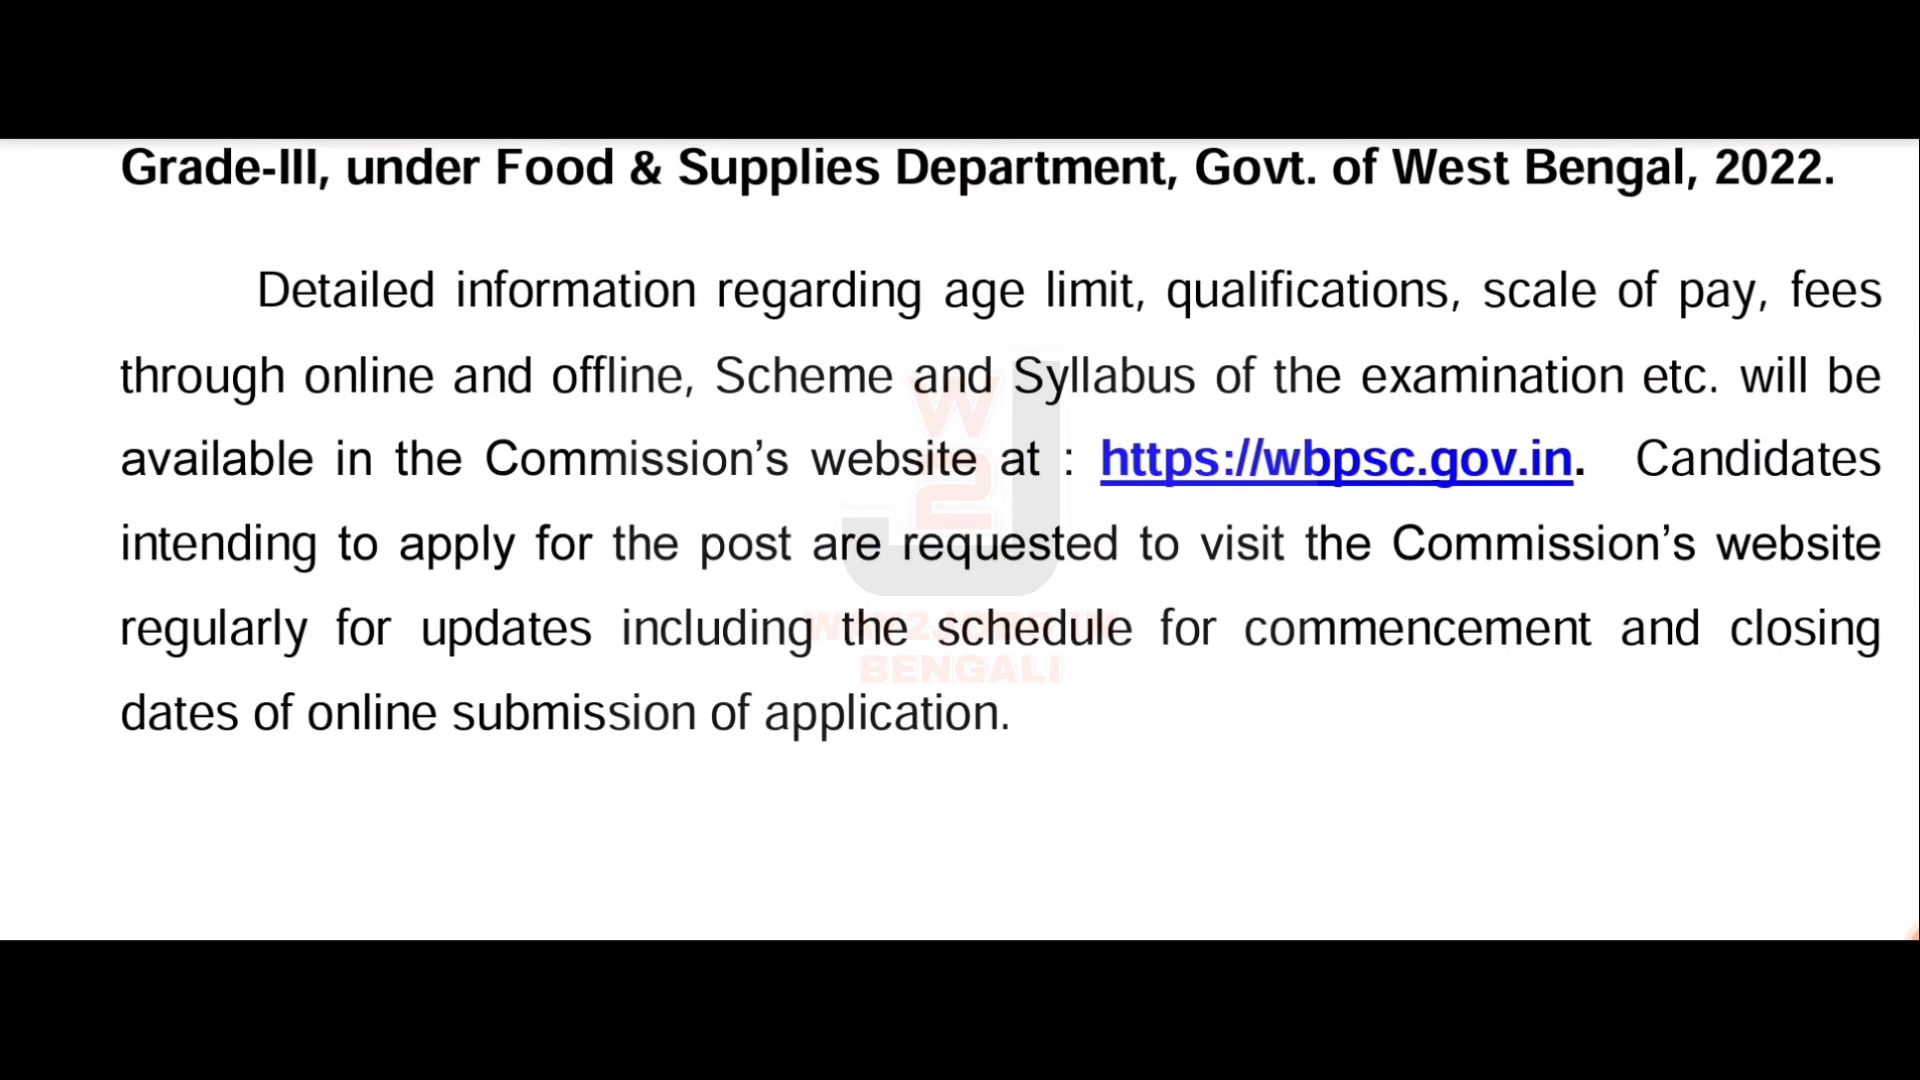 Grade-III, under Food & Supplies Department, Govt. of West Bengal, 2022.
Detailed information regarding age limit, qualifications, scale of pay, fees
through online and offline, Scheme and Syllabus of the examination etc. will be
available in the Commission’s website at : https://wbpsc.gov.in. Candidates
intending to apply for the post are requested to visit the Commission’s website
regularly for updates including the schedule for commencement and closing
dates of online submission of application.
W
2
J
BENGALI